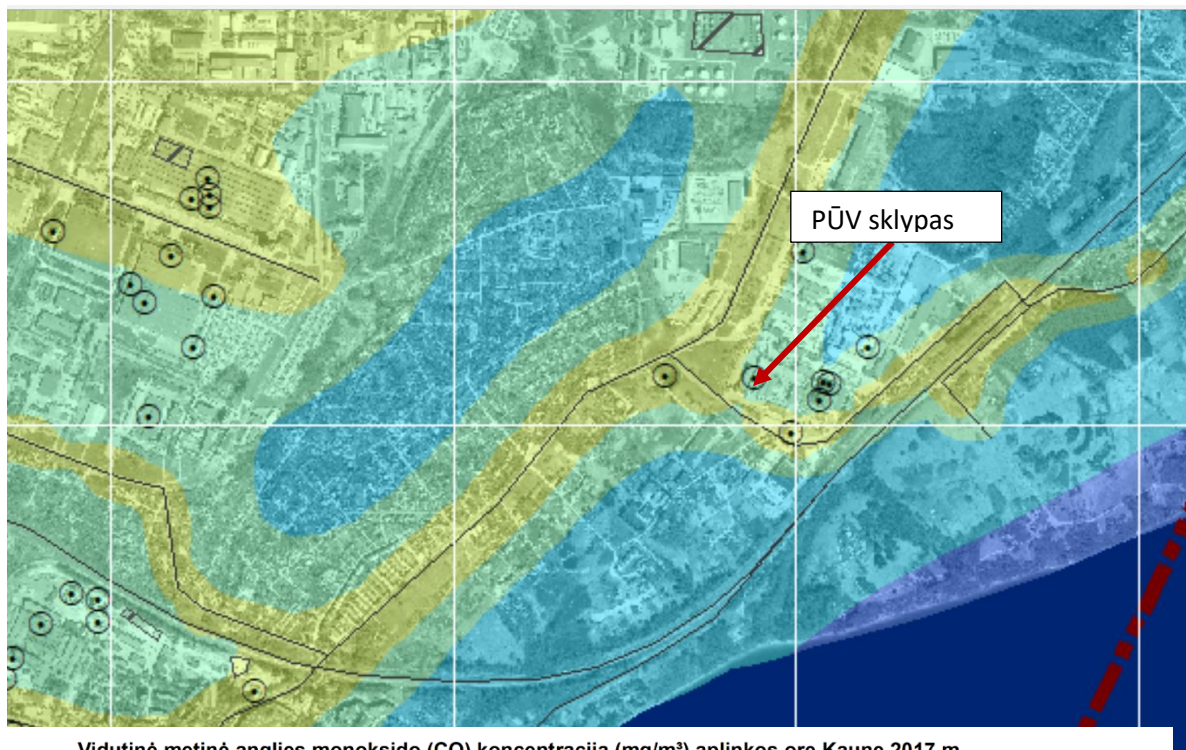 PŪV sklypas
Vidutinė metinė anglies monoksido (CO) koncentracija (mg/m³) aplinkos ore Kaune 2017 m.